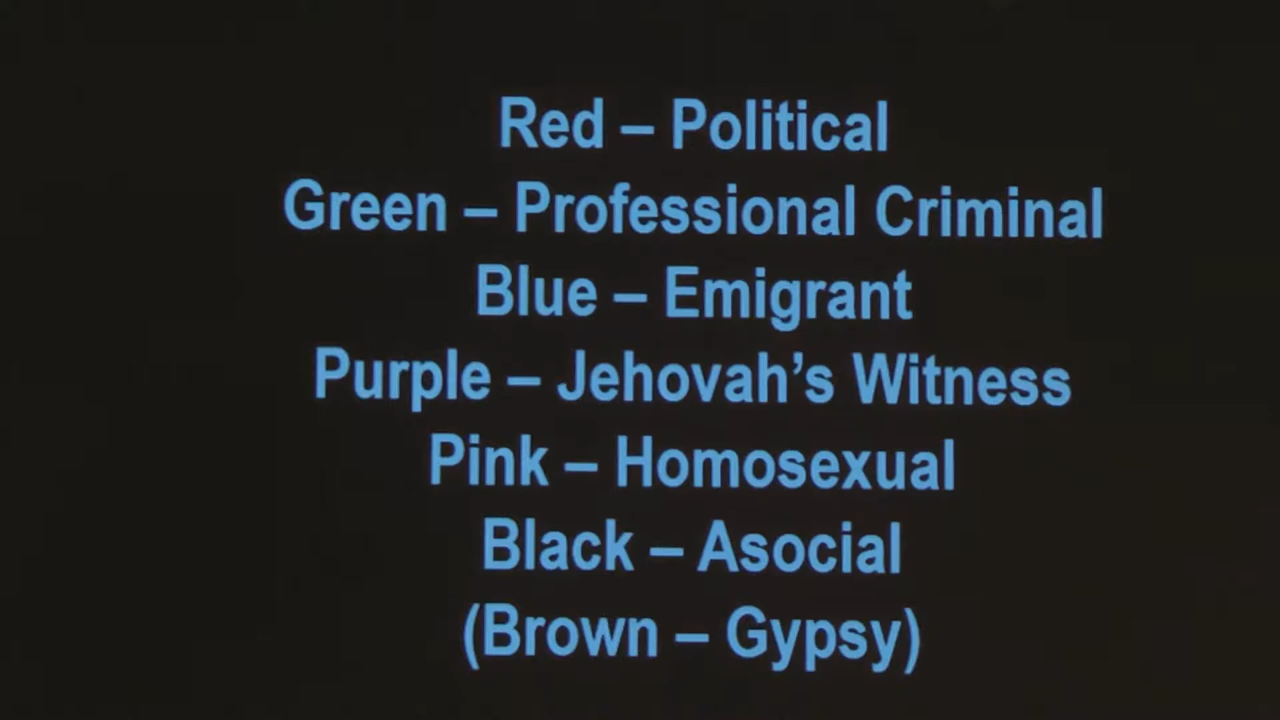 Red – Political
Green – Professional Criminal
Blue – Emigrant
Purple – Jehovah’s Witness
Pink – Homosexual
Black – Asocial
(Brown – Gypsy)